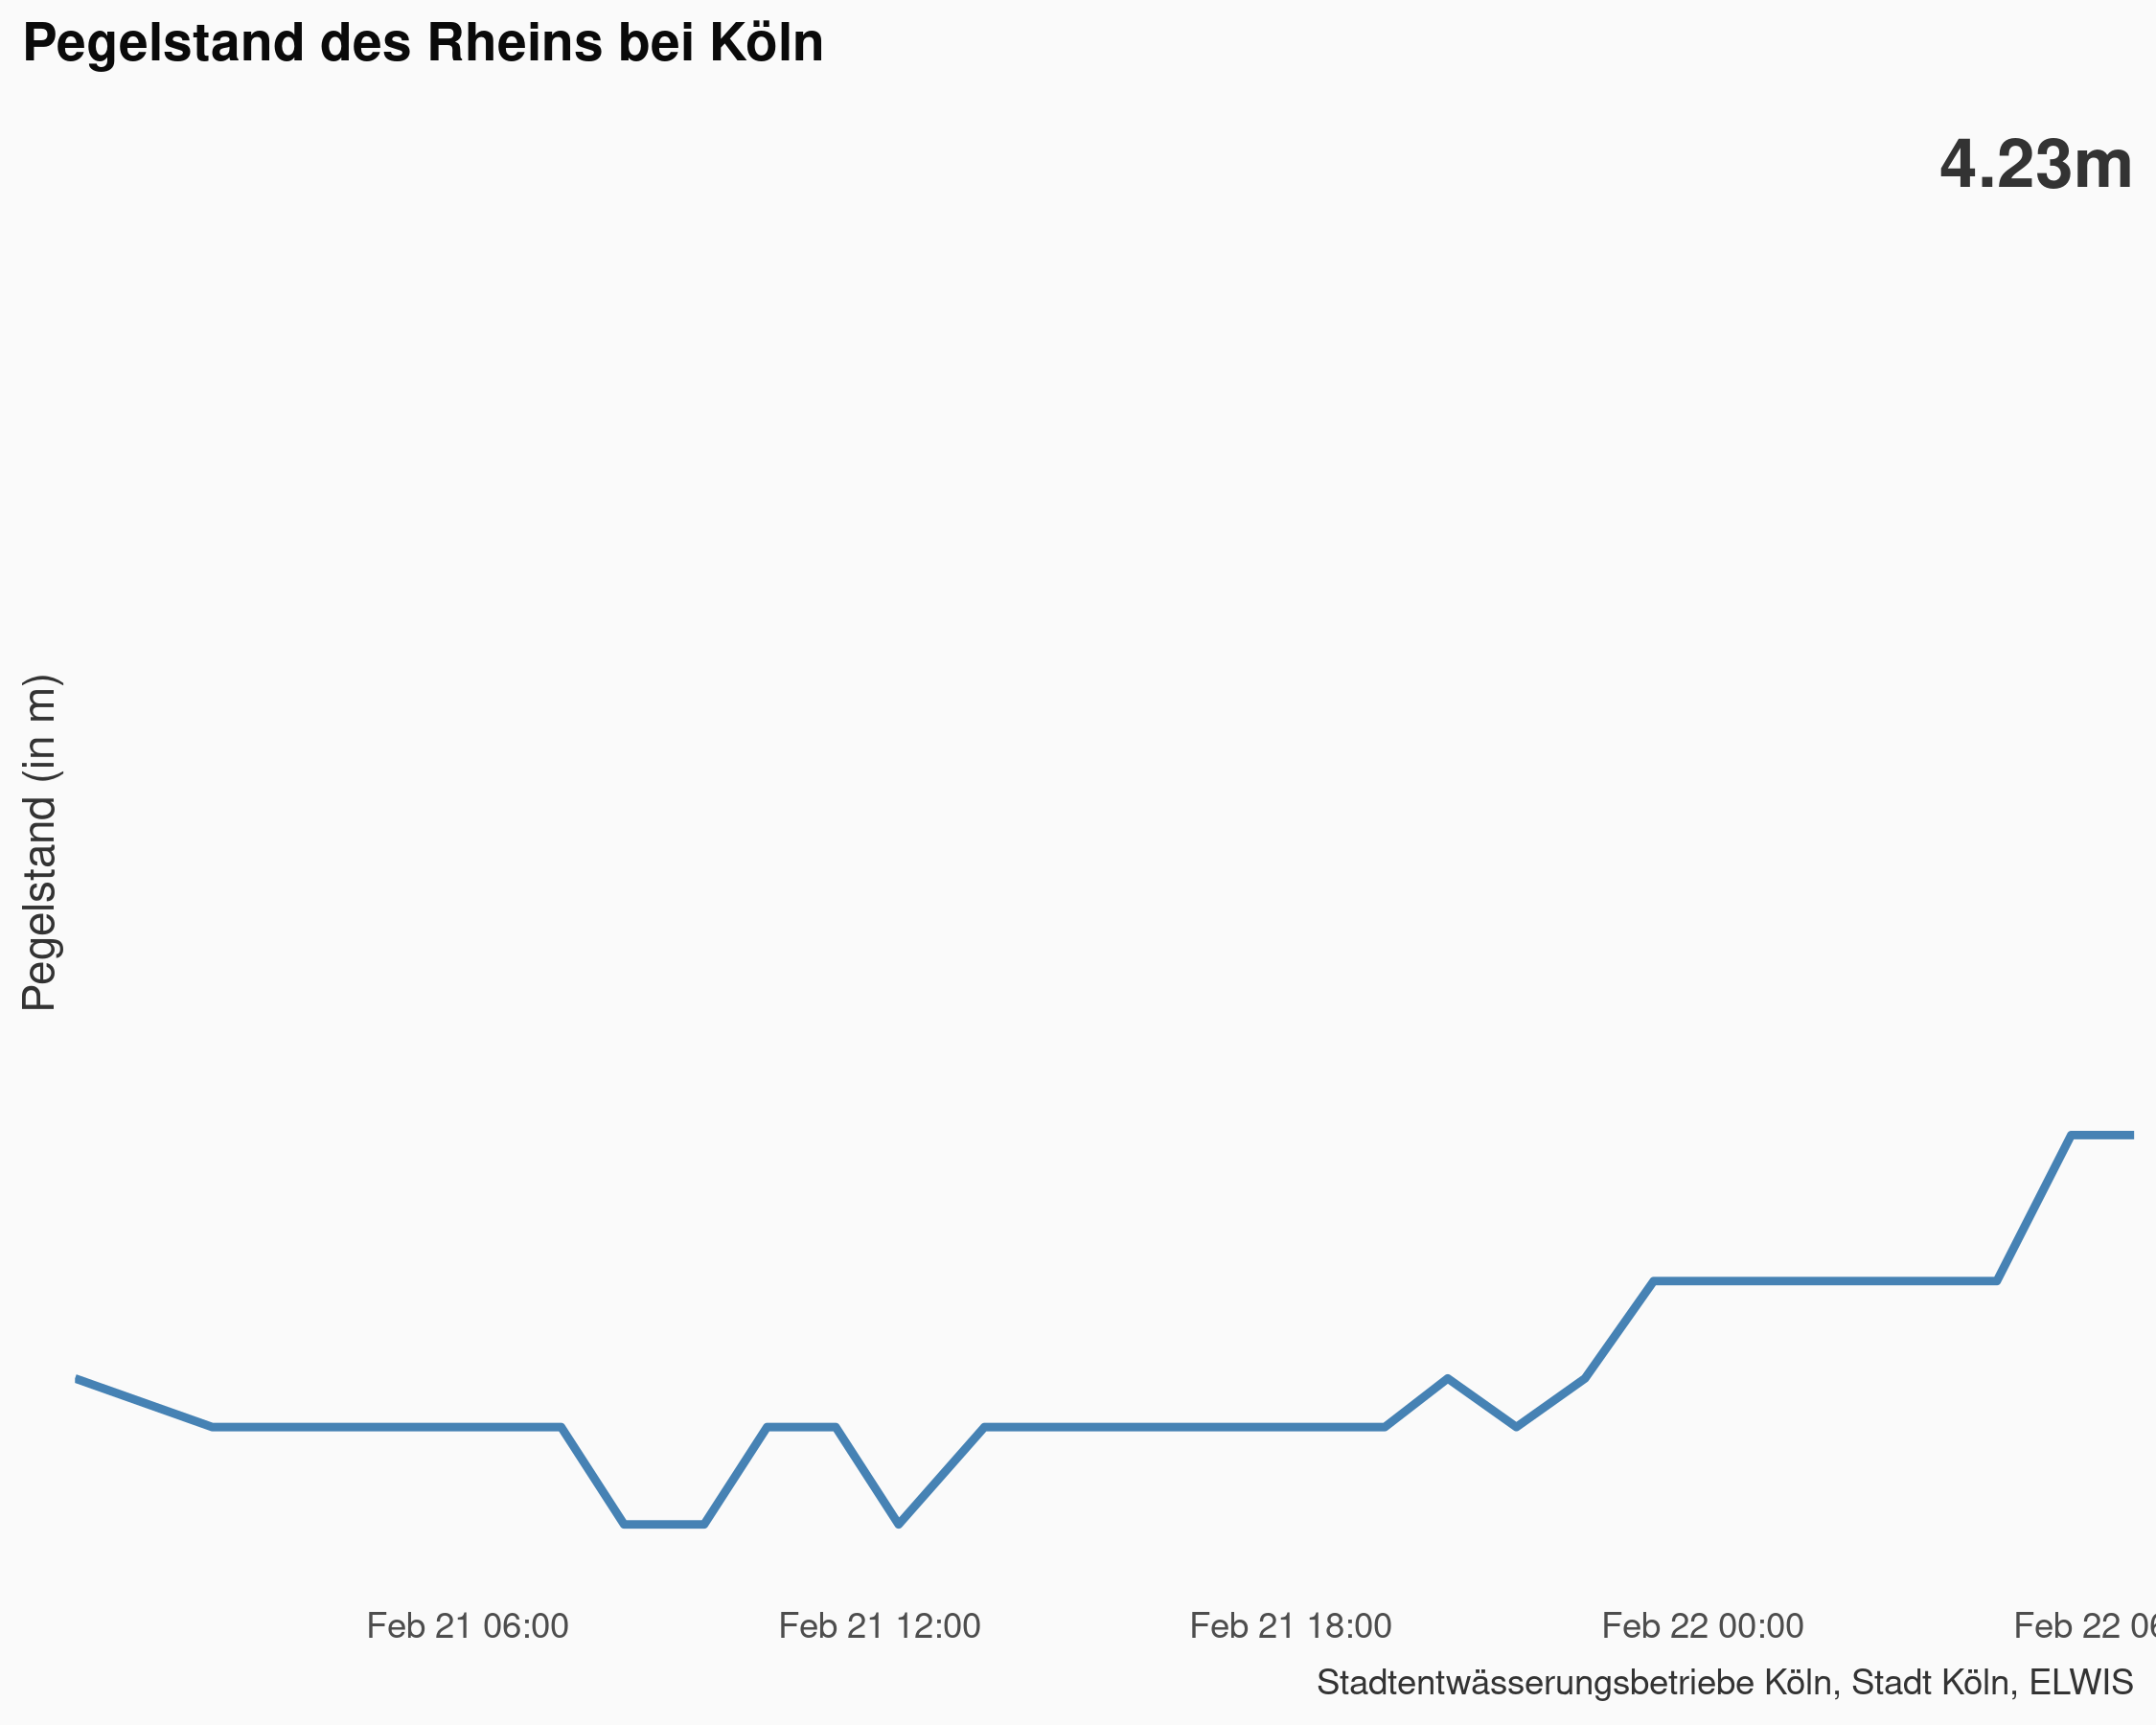 Pegelstand des Rheins bei Köln
4.23m
Pegelstand (in m)
Feb 21 06:00 Feb 21 12:00 Feb 21 18:00 Feb 22 00:00 Feb 22
Stadtentwässerungsbetriebe Köln, Stadt Köln, ELWIS